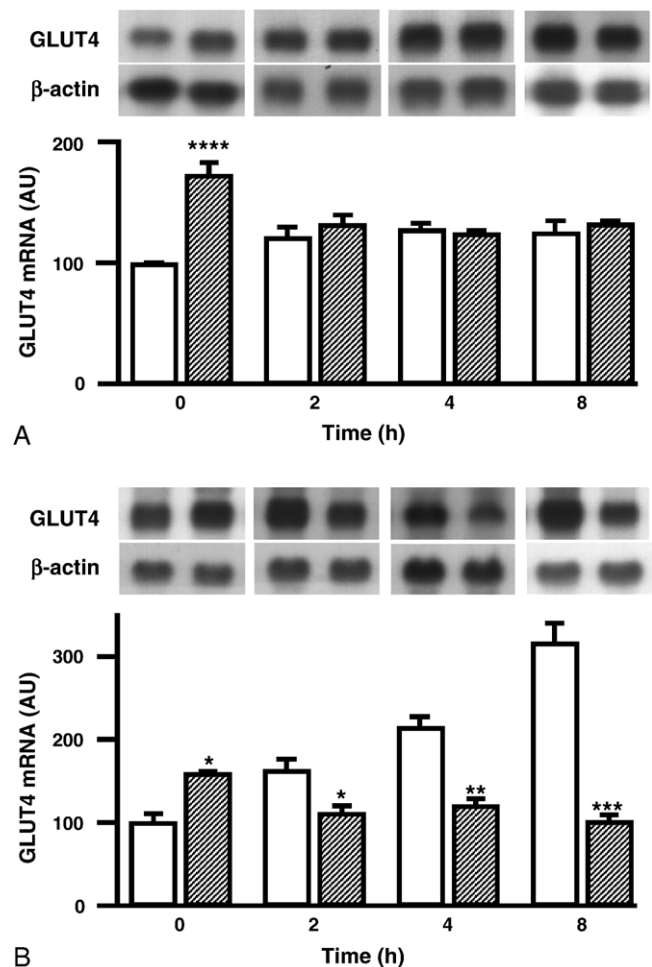 GLUT4
β-actin
200
****
100
0
GLUT4 mRNA (AU)
0 2 4 8
A
Time (h)
GLUT4
β-actin
300
200
100
0
GLUT4 mRNA (AU)
* * ** ***
0 2 4 8
B
Time (h)